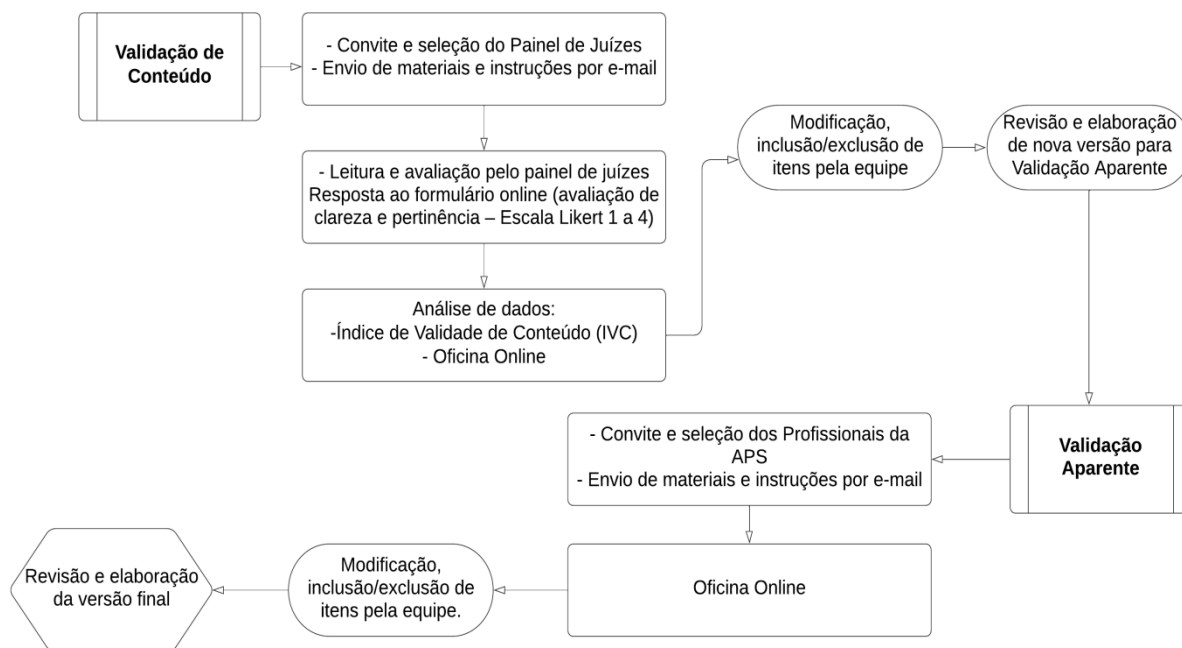 Validação de
Conteúdo
- Convite e seleção do Painel de Juízes
- Envio de materiais e instruções por e-mail
- Leitura e avaliação pelo painel de juízes
Resposta ao formulário online (avaliação de
clareza e pertinência – Escala Likert 1 a 4)
Análise de dados:
-Índice de Validade de Conteúdo (IVC)
- Oficina Online
Modificação,
inclusão/exclusão de
itens pela equipe
Revisão e elaboração
de nova versão para
Validação Aparente
Validação
Aparente
- Convite e seleção dos Profissionais da
APS
- Envio de materiais e instruções por e-mail
Oficina Online
Modificação,
inclusão/exclusão de
itens pela equipe.
Revisão e elaboração
da versão final